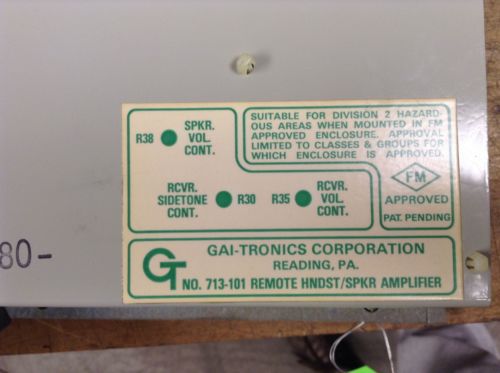 SPKR.
VOL.
CONT.
R38
SUITABLE FOR DIVISION 2 HAZARD-
OUS AREAS WHEN MOUNTED IN FM
APPROVED ENCLOSURE. APPROVAL
LIMITED TO CLASSES & GROUPS FOR
WHICH ENCLOSURE IS APPROVED.
FM
APPROVED
PAT. PENDING
RCVR.
SIDETONE
CONT.
R30
R35
RCVR.
VOL.
CONT.
80-
GT
GAI-TRONICS CORPORATION
READING, PA.
NO. 713-101 REMOTE HNDST/SPKR AMPLIFIER